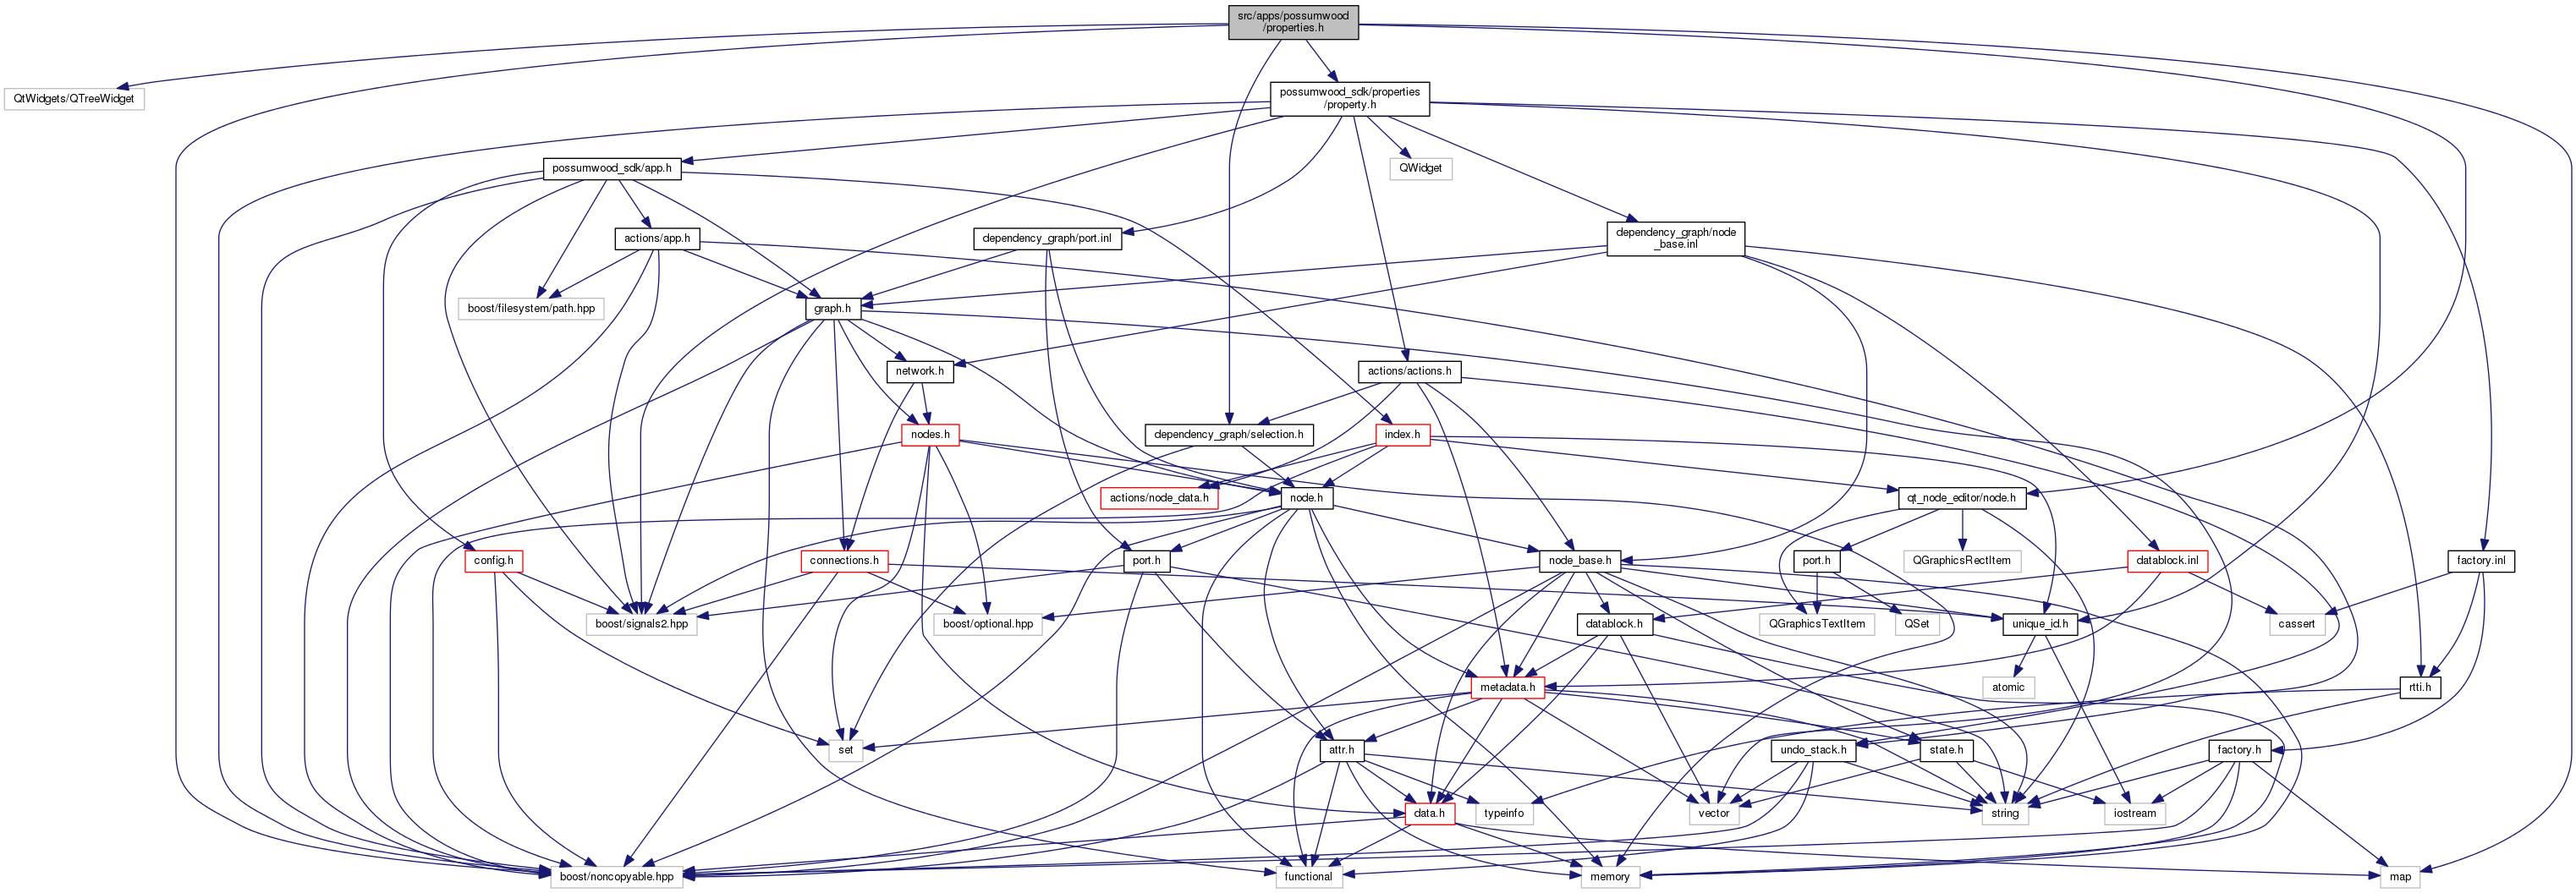 src/apps/possumwood
/properties.h
QtWidgets/QTreeWidget
possumwood_sdk/properties
/property.h
possumwood_sdk/app.h
QWidget
actions/app.h
dependency_graph/port.inl
dependency_graph/node
_base.inl
boost/filesystem/path.hpp
graph.h
network.h
actions/actions.h
nodes.h
dependency_graph/selection.h
index.h
actions/node_data.h
node.h
qt_node_editor/node.h
config.h
connections.h
port.h
node_base.h
port.h
QGraphicsRectItem
datablock.inl
factory.inl
boost/signals2.hpp
boost/optional.hpp
datablock.h
QGraphicsTextItem
QSet
unique_id.h
cassert
metadata.h
atomic
rtti.h
set
attr.h
undo_stack.h
state.h
factory.h
data.h
typeinfo
vector
string
iostream
boost/noncopyable.hpp
functional
memory
map